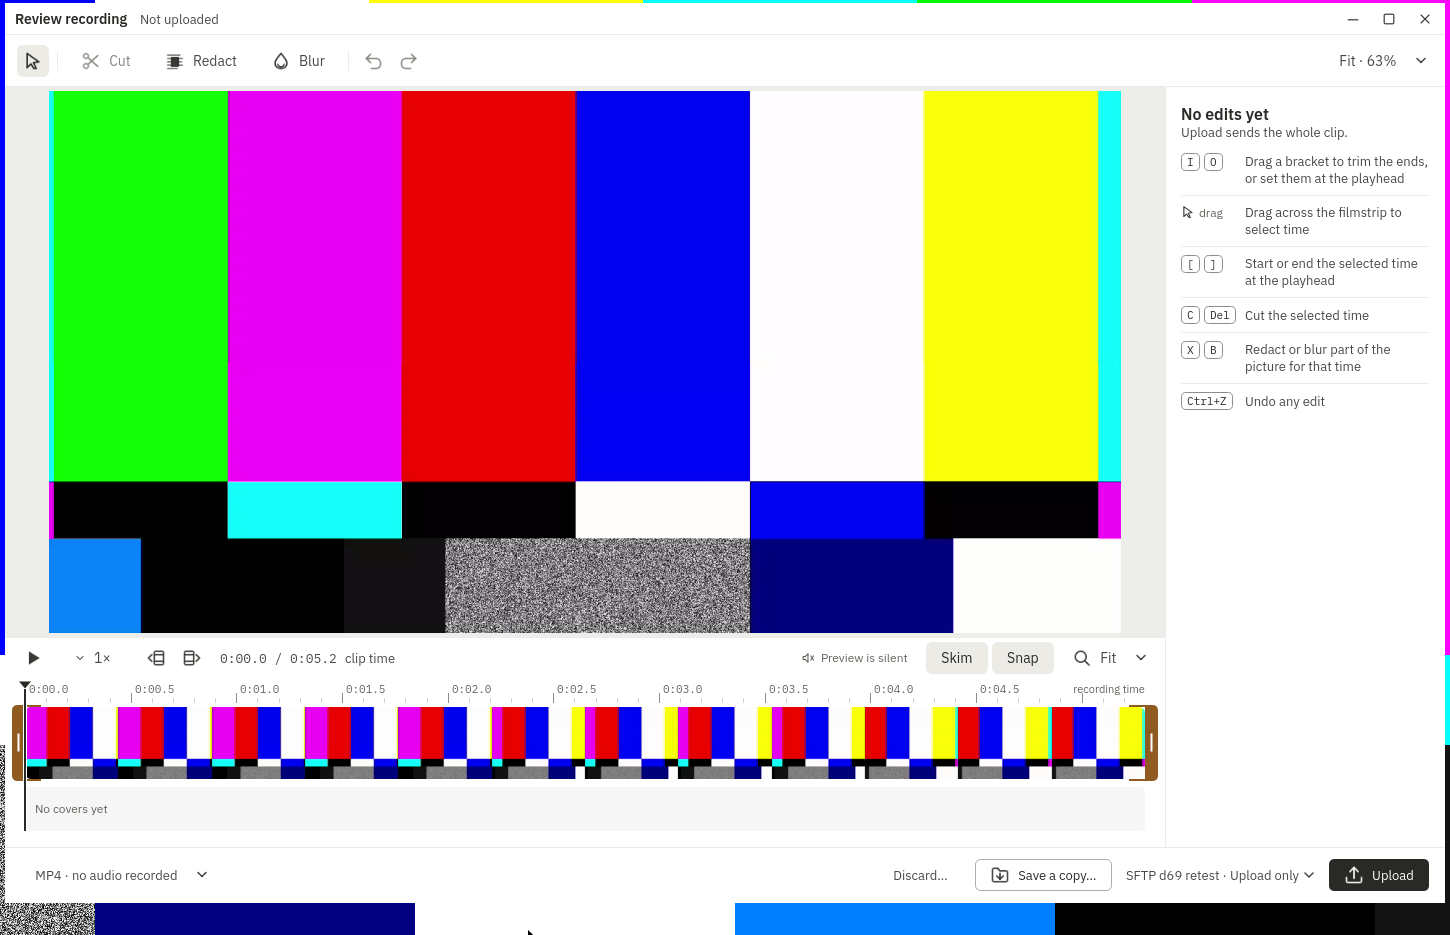 Review recording Not uploaded
Cut Redact Blur Fit · 63%
No edits yet
Upload sends the whole clip.
I O Drag a bracket to trim the ends,
or set them at the playhead
drag Drag across the filmstrip to
select time
[ ] Start or end the selected time
at the playhead
C Del Cut the selected time
X B Redact or blur part of the
picture for that time
Ctrl+Z Undo any edit
1× 0:00.0 / 0:05.2 clip time Preview is silent Skim Snap Fit
0:00.0 0:00.5 0:01.0 0:01.5 0:02.0 0:02.5 0:03.0 0:03.5 0:04.0 0:04.5 recording time
No covers yet
MP4 · no audio recorded Discard... Save a copy... SFTP d69 retest · Upload only Upload